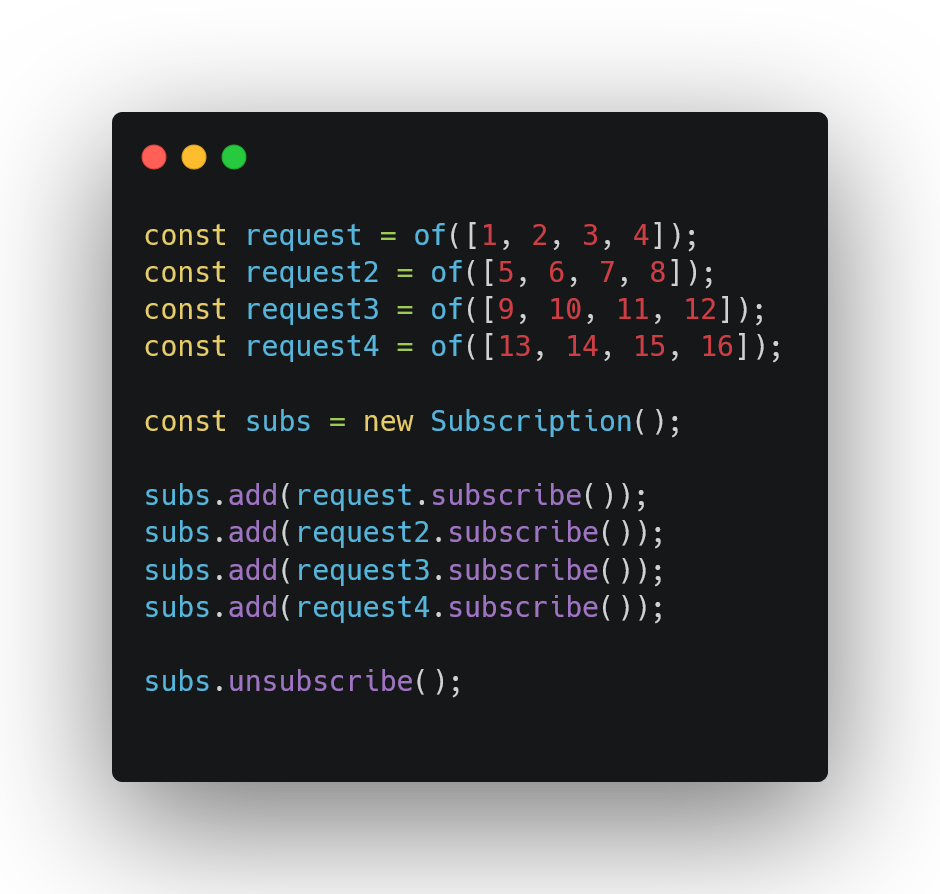 const request = of([1, 2, 3, 4]);
const request2 = of([5, 6, 7, 8]);
const request3 = of([9, 10, 11, 12]);
const request4 = of([13, 14, 15, 16]);
const subs = new Subscription();
subs.add(request.subscribe());
subs.add(request2.subscribe());
subs.add(request3.subscribe());
subs.add(request4.subscribe());
subs.unsubscribe();